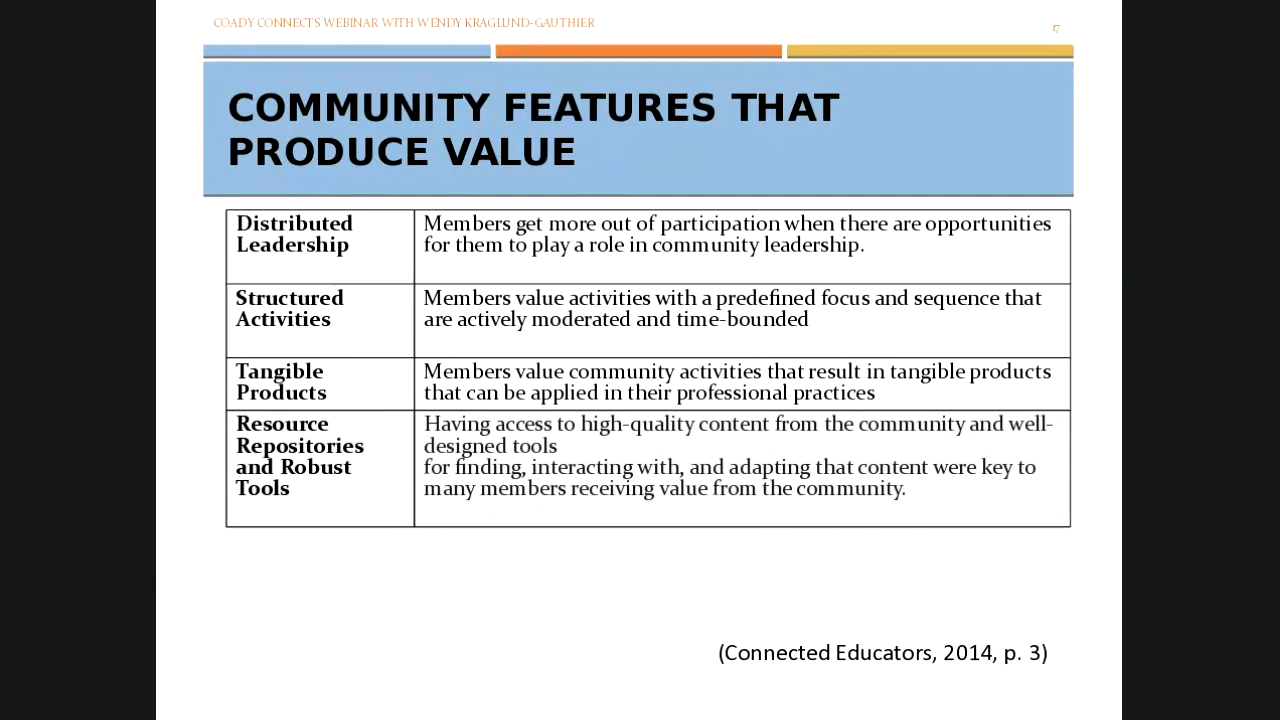 COADY CONNECTS WEBINAR WITH WENDY KRAGLUND-GAUTHIER
17
COMMUNITY FEATURES THAT
PRODUCE VALUE
Distributed
Leadership
Members get more out of participation when there are opportunities
for them to play a role in community leadership.
Structured
Activities
Members value activities with a predefined focus and sequence that
are actively moderated and time-bounded
Tangible
Products
Members value community activities that result in tangible products
that can be applied in their professional practices
Resource
Repositories
and Robust
Tools
Having access to high-quality content from the community and well-
designed tools
for finding, interacting with, and adapting that content were key to
many members receiving value from the community.
(Connected Educators, 2014, p. 3)